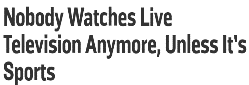 Nobody Watches Live
Television Anymore, Unless It's
Sports